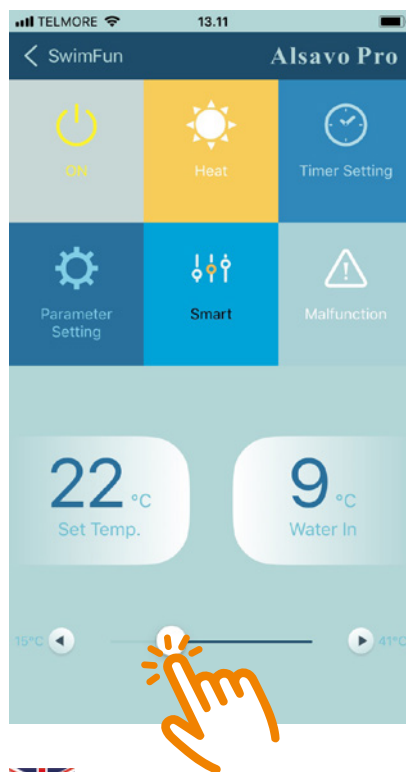 TELMORE 13.11
SwimFun Alsavo Pro
ON Heat Timer Setting
Parameter
Setting
Smart Malfunction
22 °C 9 °C
Set Temp. Water In
15°C 41°C